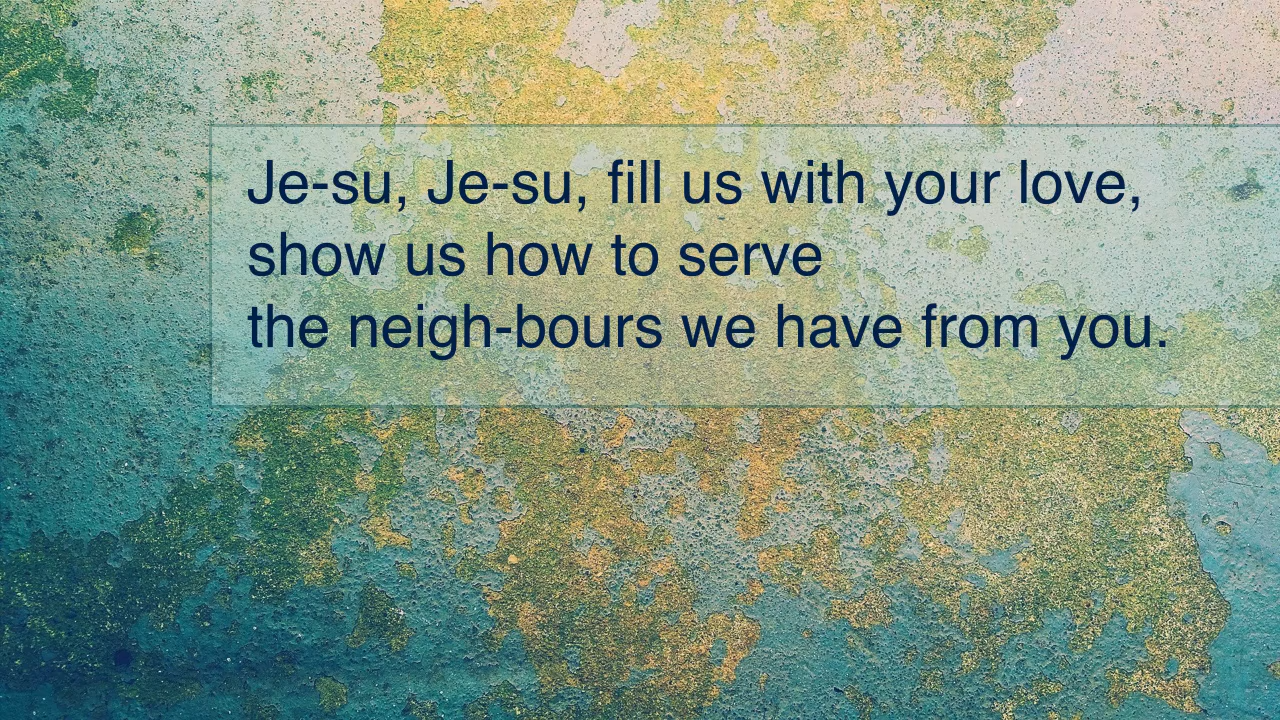 Je-su, Je-su, fill us with your love,
show us how to serve
the neigh-bours we have from you.